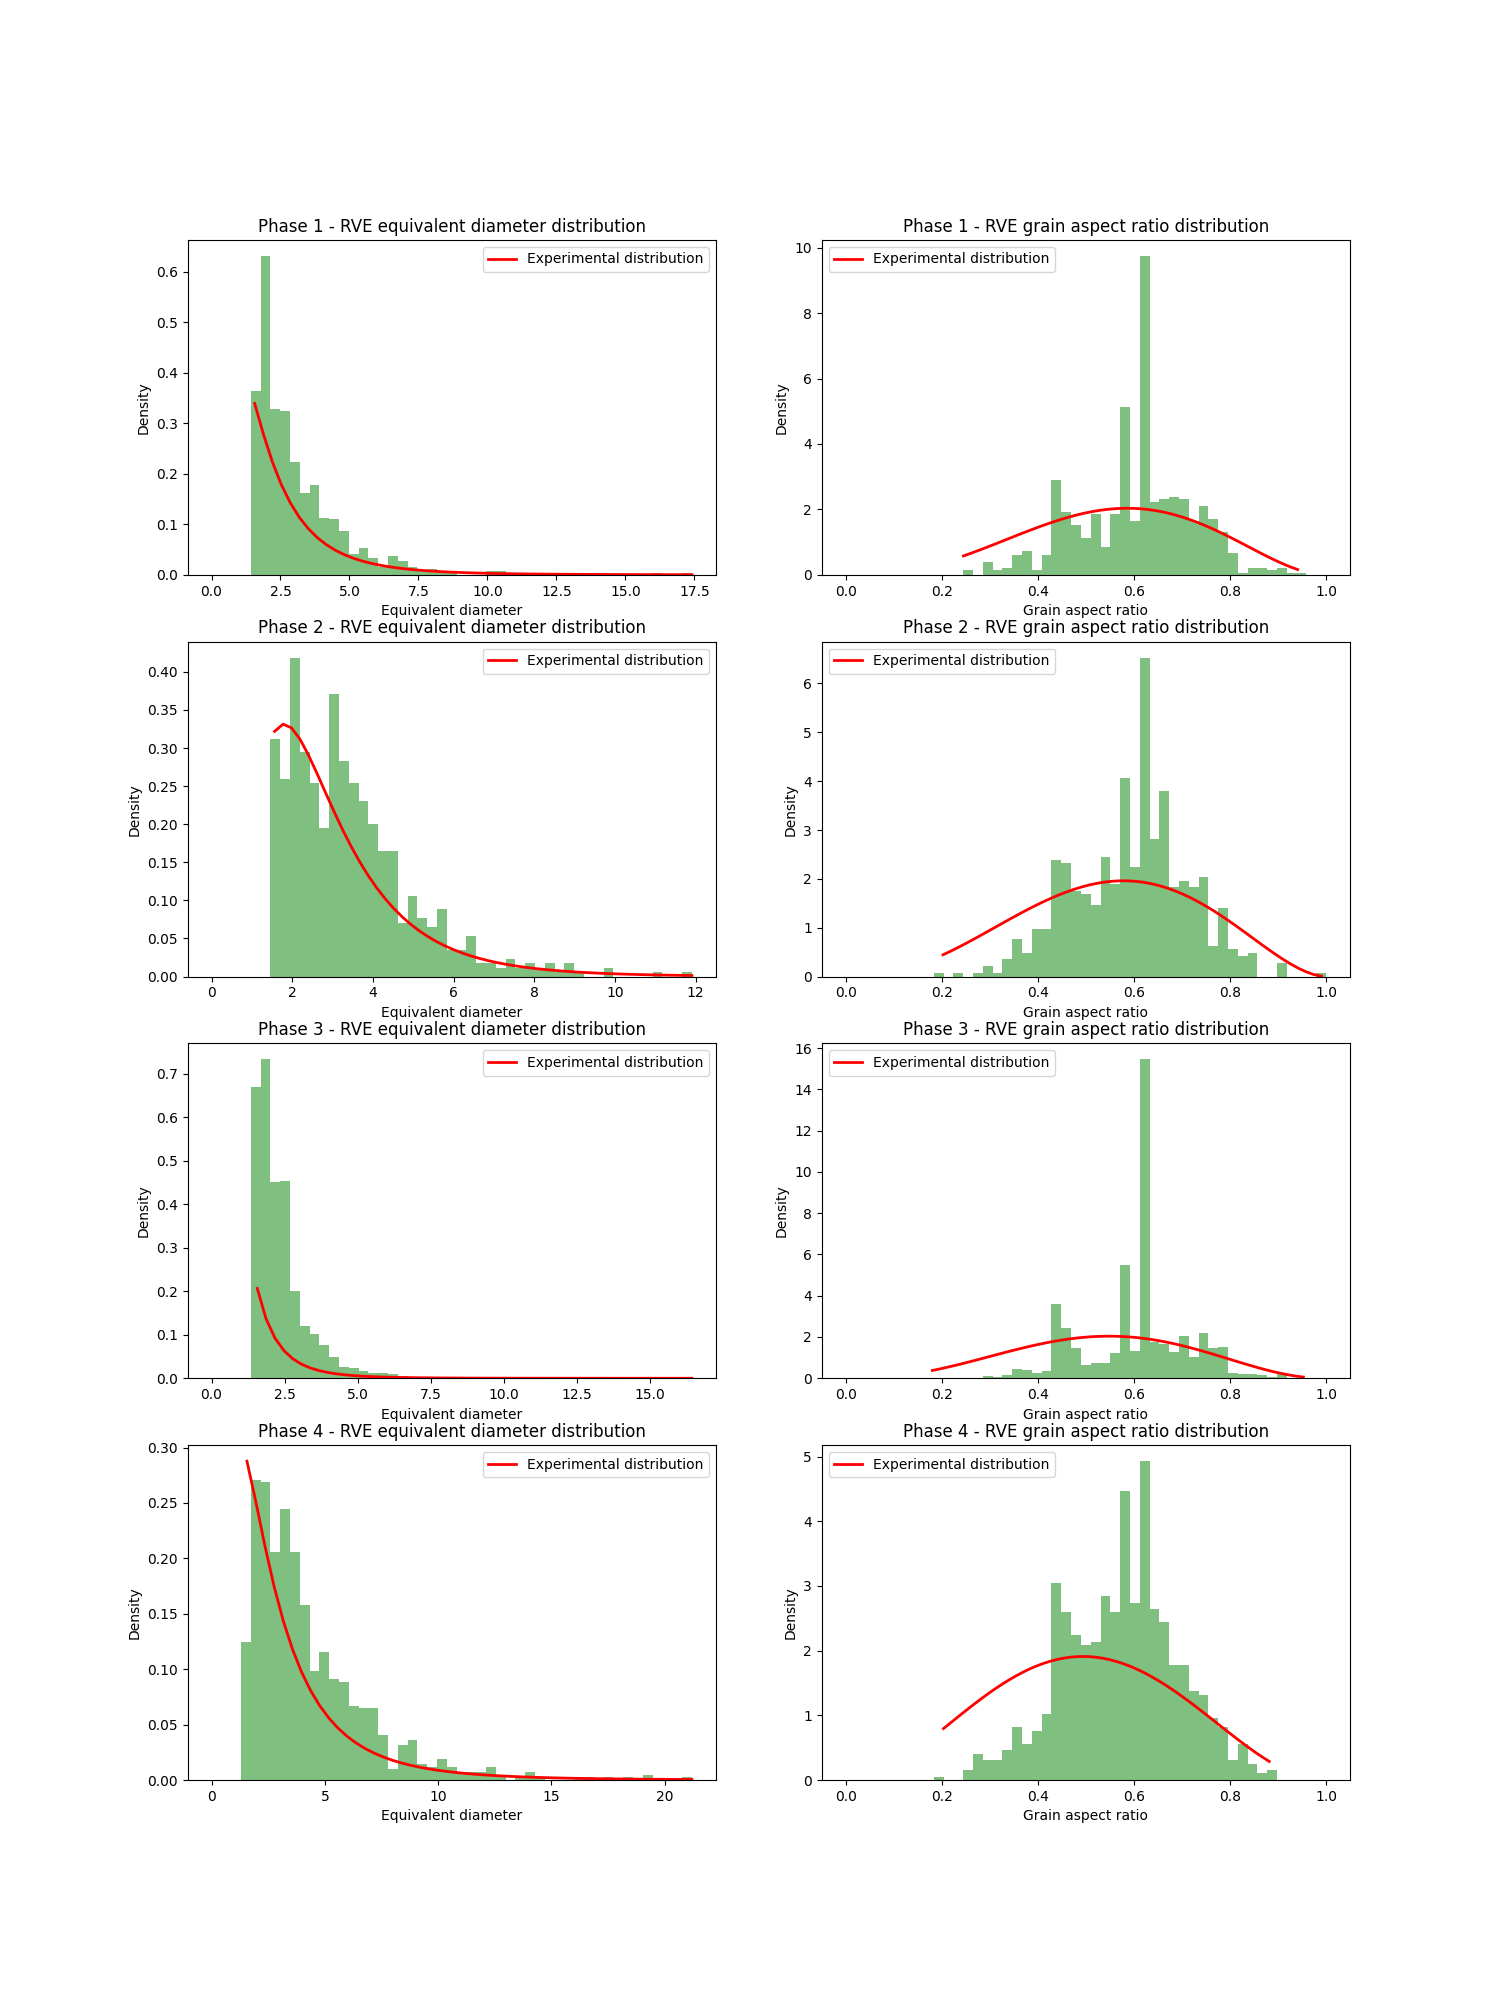 Phase 1 - RVE equivalent diameter distribution
Experimental distribution
0.6
0.5
0.4
0.3
0.2
0.1
0.0
Density
0.0 2.5 5.0 7.5 10.0 12.5 15.0 17.5
Equivalent diameter
Phase 1 - RVE grain aspect ratio distribution
Experimental distribution
10
8
6
4
2
0
Density
0.0 0.2 0.4 0.6 0.8 1.0
Grain aspect ratio
Phase 2 - RVE equivalent diameter distribution
Experimental distribution
0.40
0.35
0.30
0.25
0.20
0.15
0.10
0.05
0.00
Density
0 2 4 6 8 10 12
Equivalent diameter
Phase 2 - RVE grain aspect ratio distribution
Experimental distribution
6
5
4
3
2
1
0
Density
0.0 0.2 0.4 0.6 0.8 1.0
Grain aspect ratio
Phase 3 - RVE equivalent diameter distribution
Experimental distribution
0.7
0.6
0.5
0.4
0.3
0.2
0.1
0.0
Density
0.0 2.5 5.0 7.5 10.0 12.5 15.0
Equivalent diameter
Phase 3 - RVE grain aspect ratio distribution
Experimental distribution
16
14
12
10
8
6
4
2
0
Density
0.0 0.2 0.4 0.6 0.8 1.0
Grain aspect ratio
Phase 4 - RVE equivalent diameter distribution
Experimental distribution
0.30
0.25
0.20
0.15
0.10
0.05
0.00
Density
0 5 10 15 20
Equivalent diameter
Phase 4 - RVE grain aspect ratio distribution
Experimental distribution
5
4
3
2
1
0
Density
0.0 0.2 0.4 0.6 0.8 1.0
Grain aspect ratio